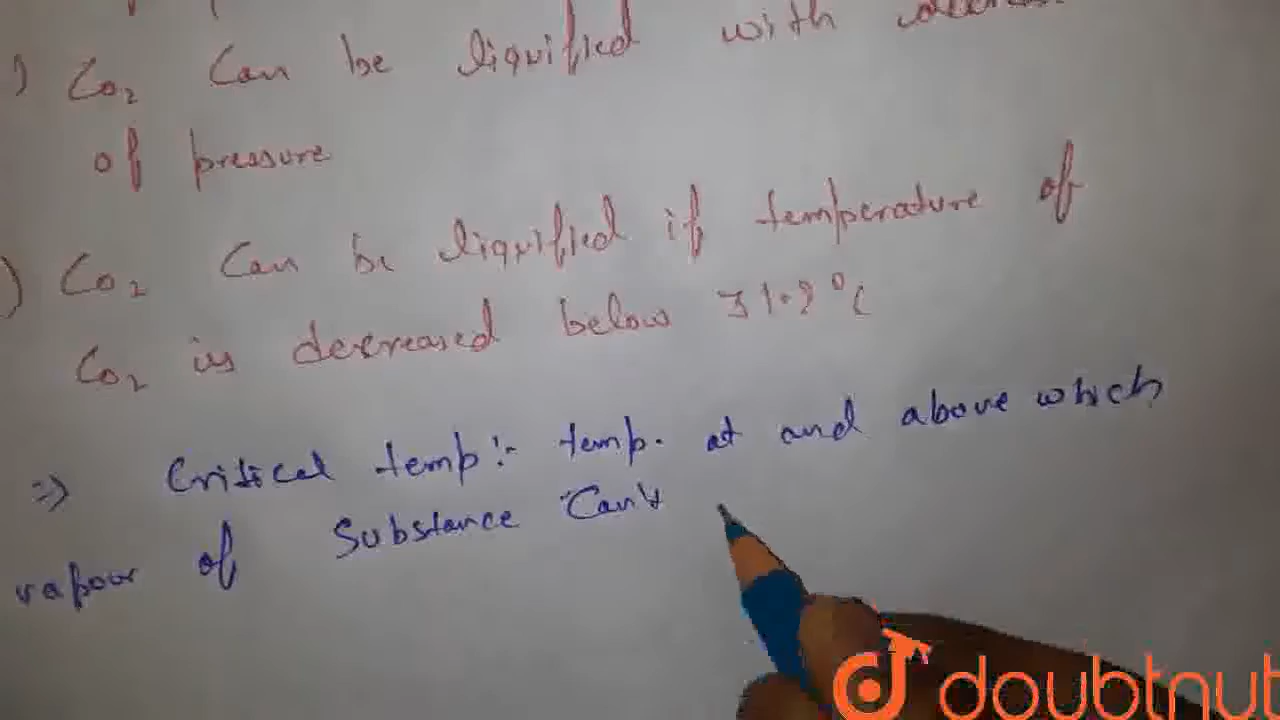 ) CO2 Can be liquified with
of pressure
) CO2 Can be liquified if temperature of
CO2 is decreased below 31.9°C
=> Critical temp :- temp. at and above which
vapour of Substance Can't
doubtnut